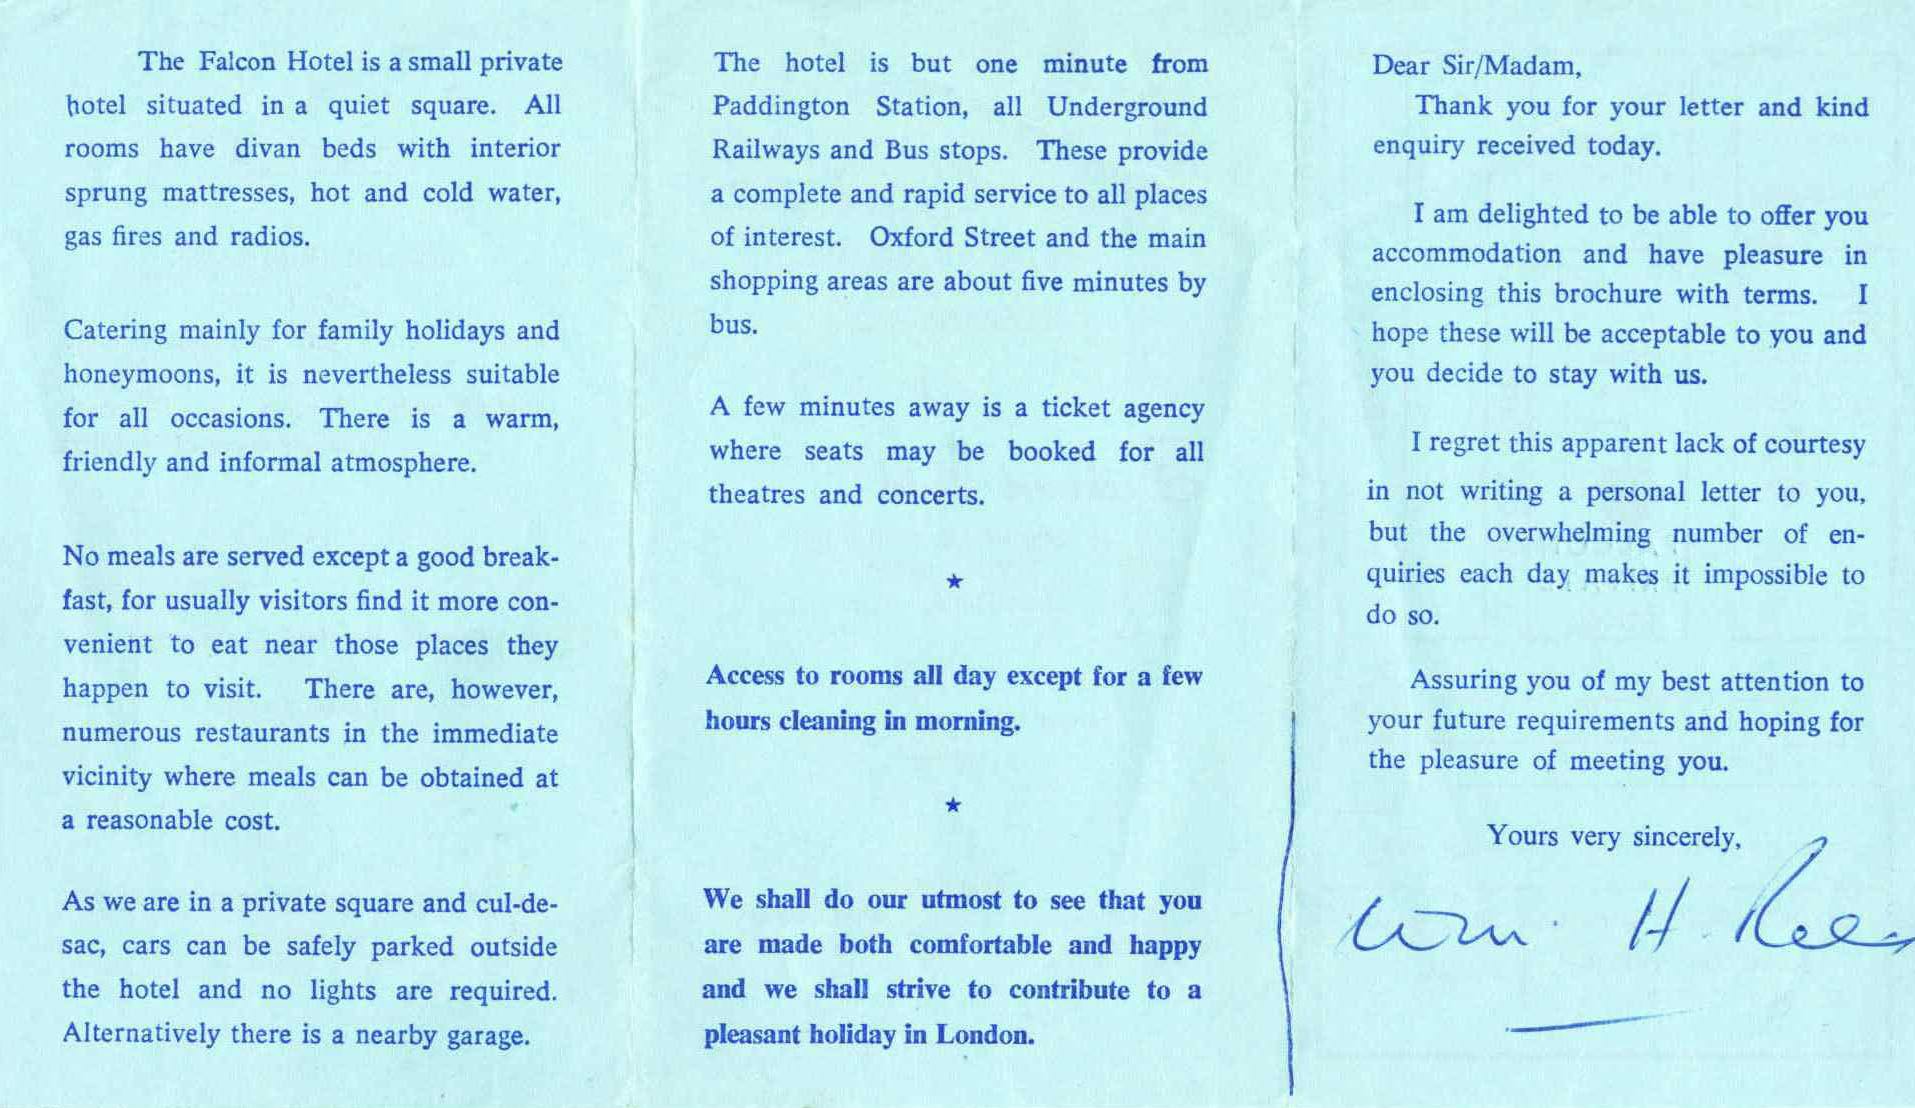 The Falcon Hotel is a small private
hotel situated in a quiet square. All
rooms have divan beds with interior
sprung mattresses, hot and cold water,
gas fires and radios.
Catering mainly for family holidays and
honeymoons, it is nevertheless suitable
for all occasions. There is a warm,
friendly and informal atmosphere.
No meals are served except a good break-
fast, for usually visitors find it more con-
venient to eat near those places they
happen to visit. There are, however,
numerous restaurants in the immediate
vicinity where meals can be obtained at
a reasonable cost.
As we are in a private square and cul-de-
sac, cars can be safely parked outside
the hotel and no lights are required.
Alternatively there is a nearby garage.
The hotel is but one minute from
Paddington Station, all Underground
Railways and Bus stops. These provide
a complete and rapid service to all places
of interest. Oxford Street and the main
shopping areas are about five minutes by
bus.
A few minutes away is a ticket agency
where seats may be booked for all
theatres and concerts.
★
Access to rooms all day except for a few
hours cleaning in morning.
★
We shall do our utmost to see that you
are made both comfortable and happy
and we shall strive to contribute to a
pleasant holiday in London.
Dear Sir/Madam,
Thank you for your letter and kind
enquiry received today.
I am delighted to be able to offer you
accommodation and have pleasure in
enclosing this brochure with terms. I
hope these will be acceptable to you and
you decide to stay with us.
I regret this apparent lack of courtesy
in not writing a personal letter to you,
but the overwhelming number of en-
quiries each day makes it impossible to
do so.
Assuring you of my best attention to
your future requirements and hoping for
the pleasure of meeting you.
Yours very sincerely,
H. Rees